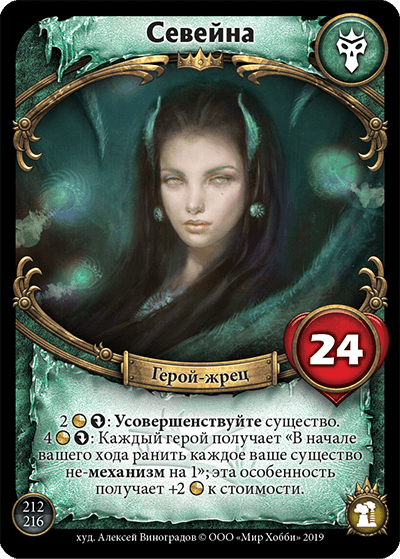 Севейна
24
Герой-жрец
2 : Усовершенствуйте существо.
4 : Каждый герой получает «В начале
вашего хода ранить каждое ваше существо
не-механизм на 1»; эта особенность
получает +2 к стоимости.
212
216
худ. Алексей Виноградов © ООО «Мир Хобби» 2019